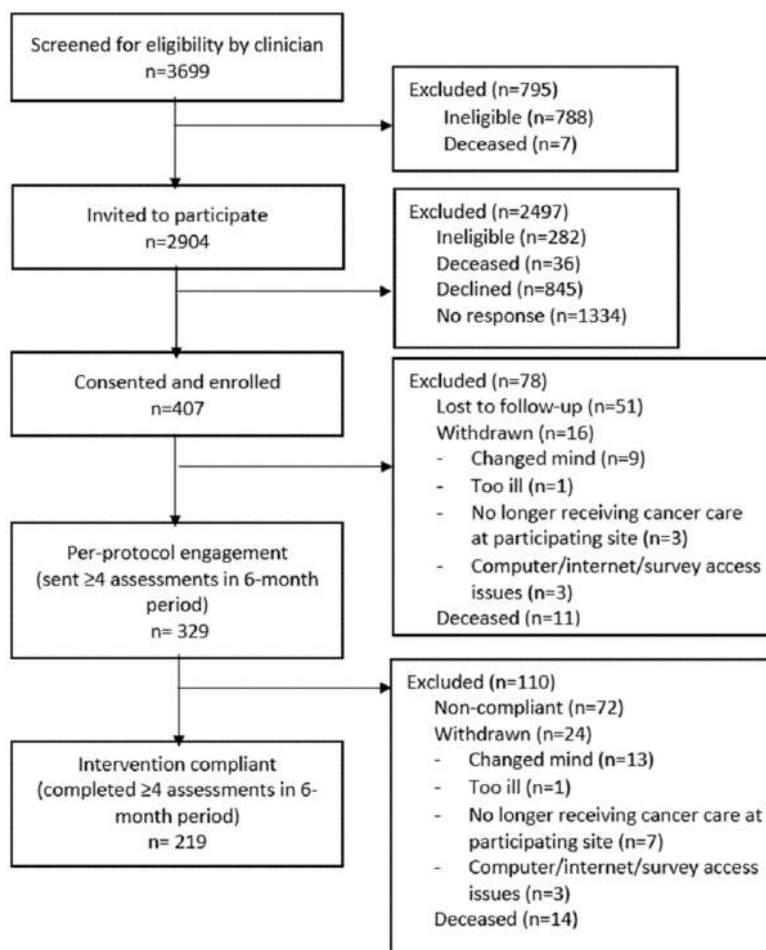 Screened for eligibility by clinician
n=3699
Excluded (n=795)
Ineligible (n=788)
Deceased (n=7)
Invited to participate
n=2904
Excluded (n=2497)
Ineligible (n=282)
Deceased (n=36)
Declined (n=845)
No response (n=1334)
Consented and enrolled
n=407
Excluded (n=78)
Lost to follow-up (n=51)
Withdrawn (n=16)
- Changed mind (n=9)
- Too ill (n=1)
- No longer receiving cancer care
at participating site (n=3)
- Computer/internet/survey access
issues (n=3)
Deceased (n=11)
Per-protocol engagement
(sent ≥4 assessments in 6-month
period)
n= 329
Excluded (n=110)
Non-compliant (n=72)
Withdrawn (n=24)
- Changed mind (n=13)
- Too ill (n=1)
- No longer receiving cancer care at
participating site (n=7)
- Computer/internet/survey access
issues (n=3)
Deceased (n=14)
Intervention compliant
(completed ≥4 assessments in 6-
month period)
n= 219